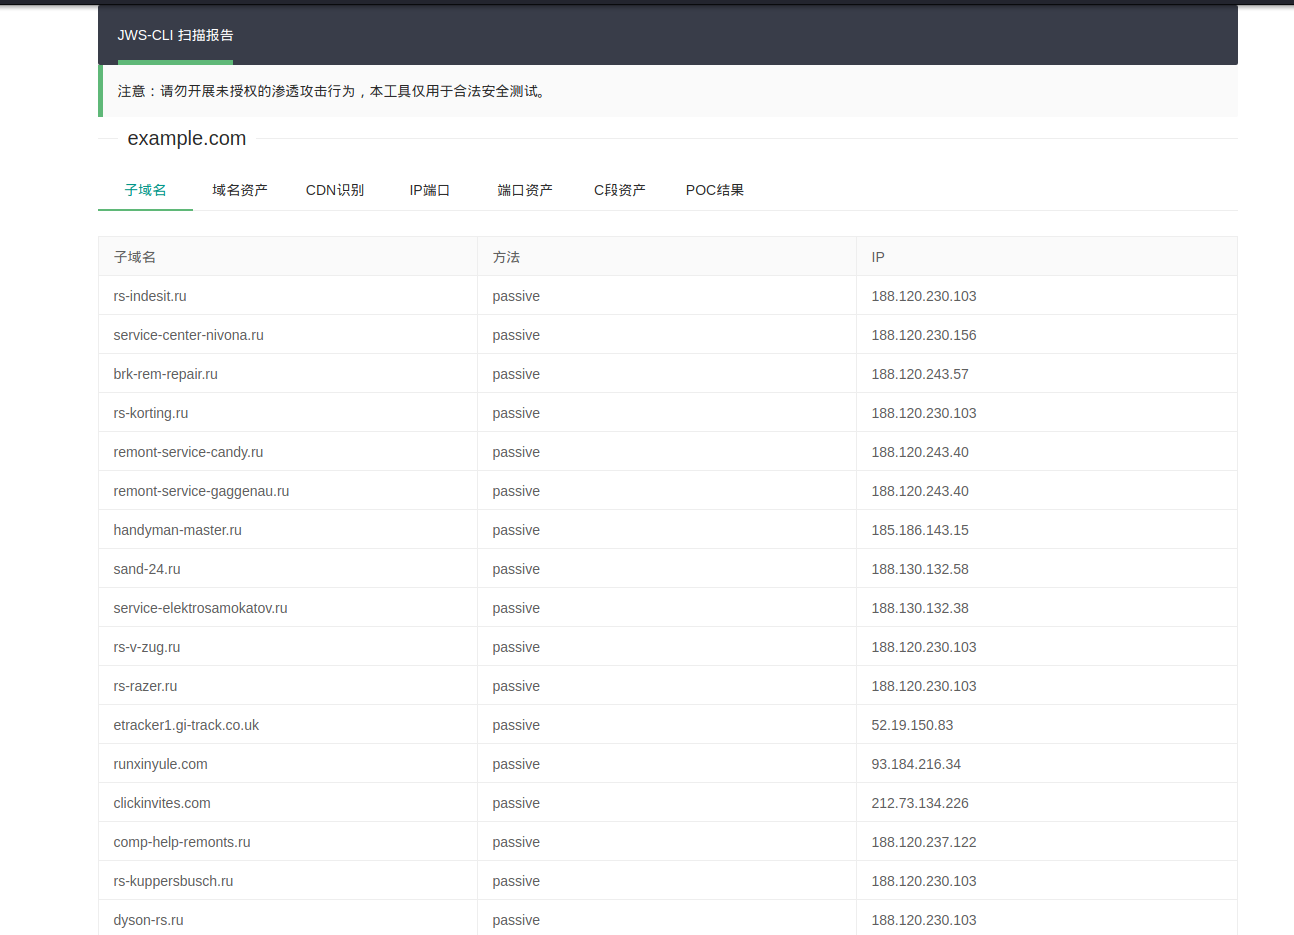 JWS-CLI 扫描报告
注意：请勿开展未授权的渗透攻击行为，本工具仅用于合法安全测试。
example.com
子域名 域名资产 CDN识别 IP端口 端口资产 C段资产 POC结果
子域名 方法 IP
rs-indesit.ru passive 188.120.230.103
service-center-nivona.ru passive 188.120.230.156
brk-rem-repair.ru passive 188.120.243.57
rs-korting.ru passive 188.120.230.103
remont-service-candy.ru passive 188.120.243.40
remont-service-gaggenau.ru passive 188.120.243.40
handyman-master.ru passive 185.186.143.15
sand-24.ru passive 188.130.132.58
service-elektrosamokatov.ru passive 188.130.132.38
rs-v-zug.ru passive 188.120.230.103
rs-razer.ru passive 188.120.230.103
etracker1.gi-track.co.uk passive 52.19.150.83
runxinyule.com passive 93.184.216.34
clickinvites.com passive 212.73.134.226
comp-help-remonts.ru passive 188.120.237.122
rs-kuppersbusch.ru passive 188.120.230.103
dyson-rs.ru passive 188.120.230.103